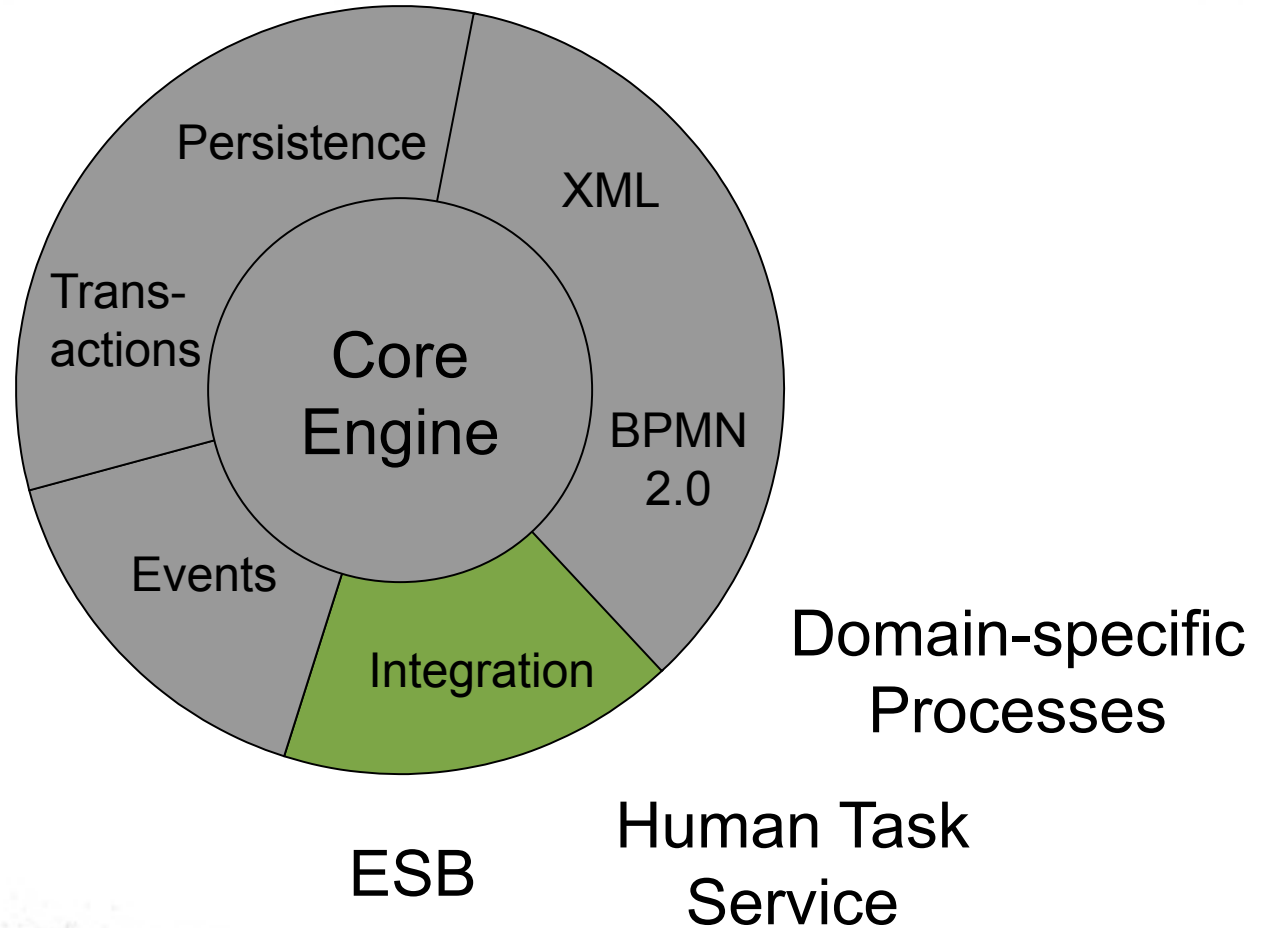 Persistence
XML
Trans-
actions
Core
Engine
BPMN
2.0
Events
Integration
Domain-specific
Processes
Human Task
Service
ESB